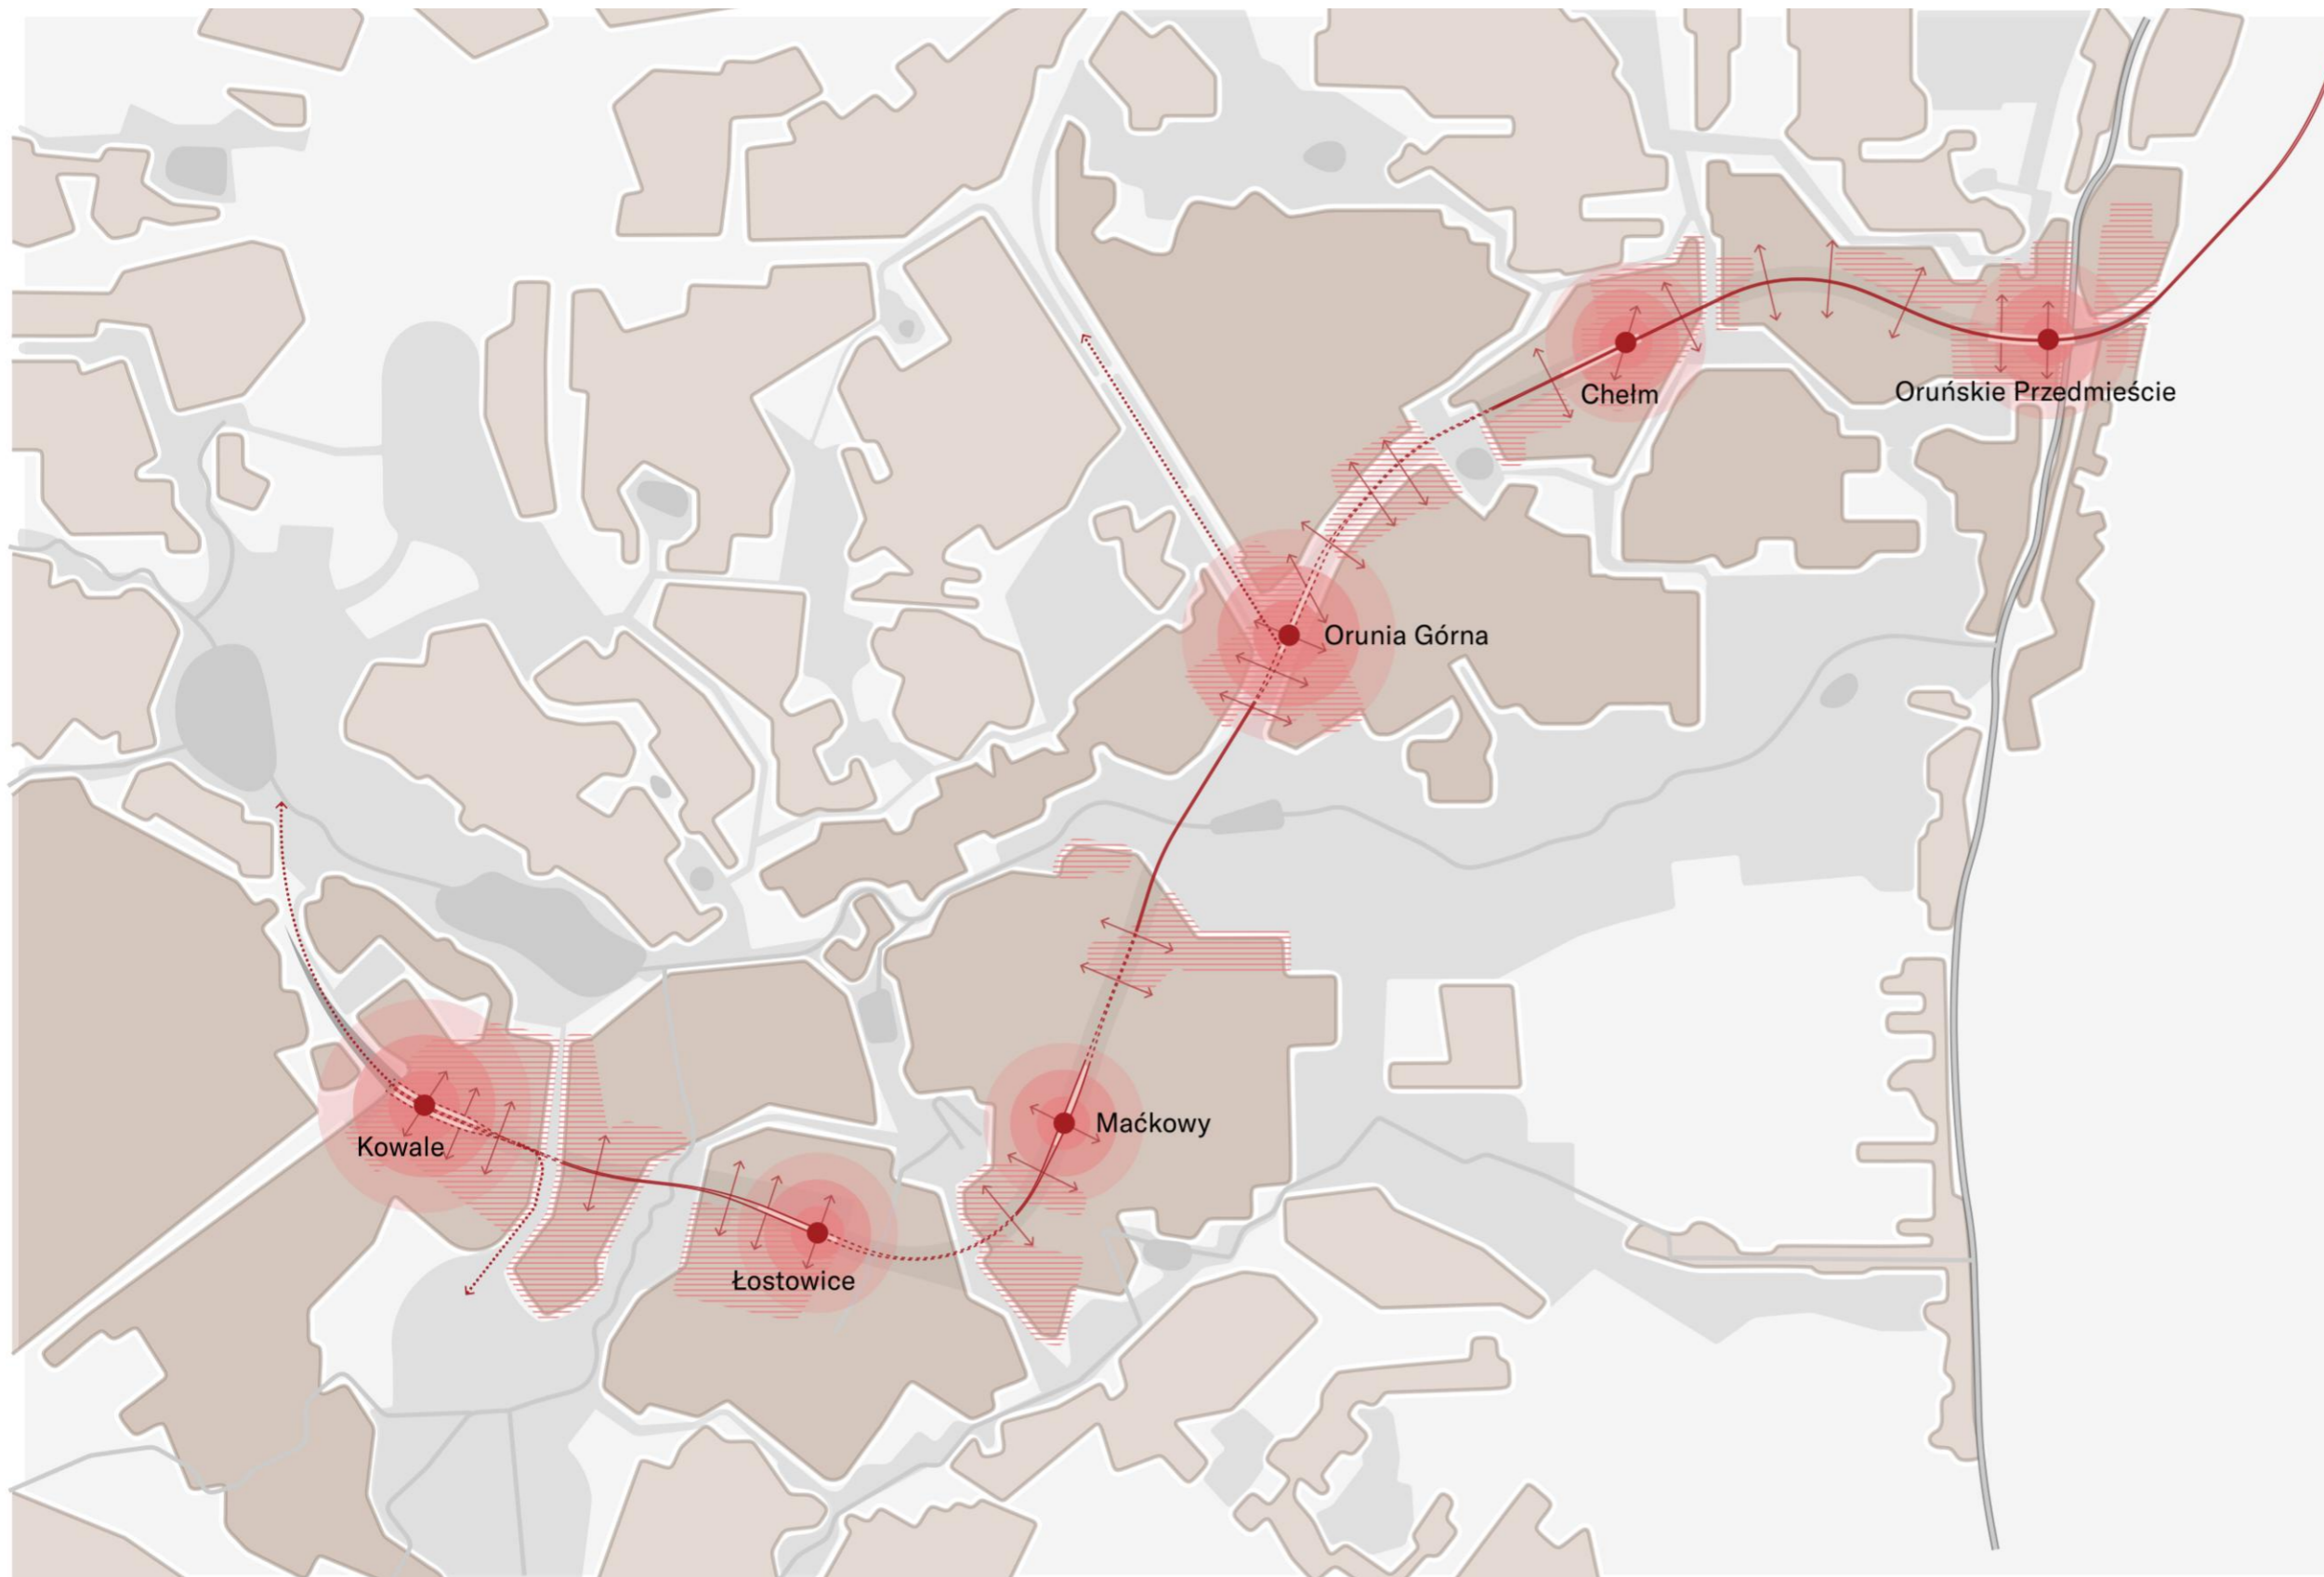 Chełm
Oruńskie Przedmieście
Orunia Górna
Maćkowy
Kowale
Łostowice